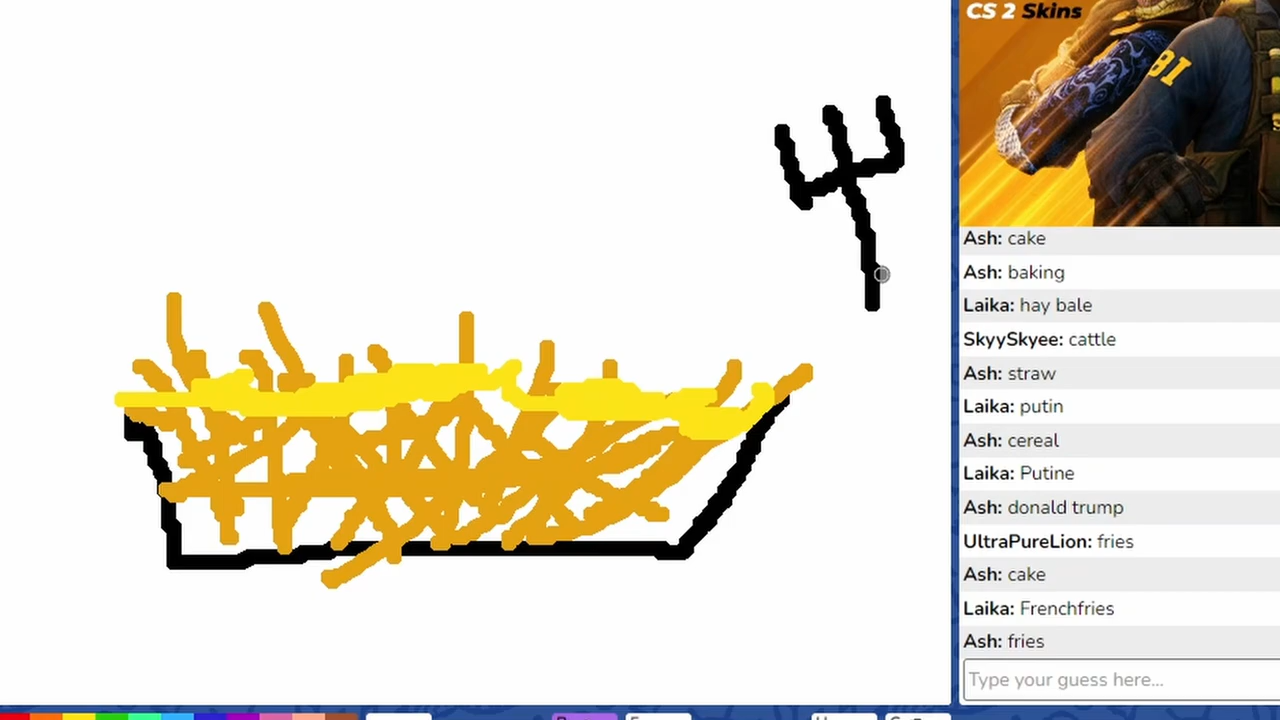 CS 2 Skins
BI
Ash: cake
Ash: baking
Laika: hay bale
SkyySkyee: cattle
Ash: straw
Laika: putin
Ash: cereal
Laika: Putine
Ash: donald trump
UltraPureLion: fries
Ash: cake
Laika: Frenchfries
Ash: fries
Type your guess here...